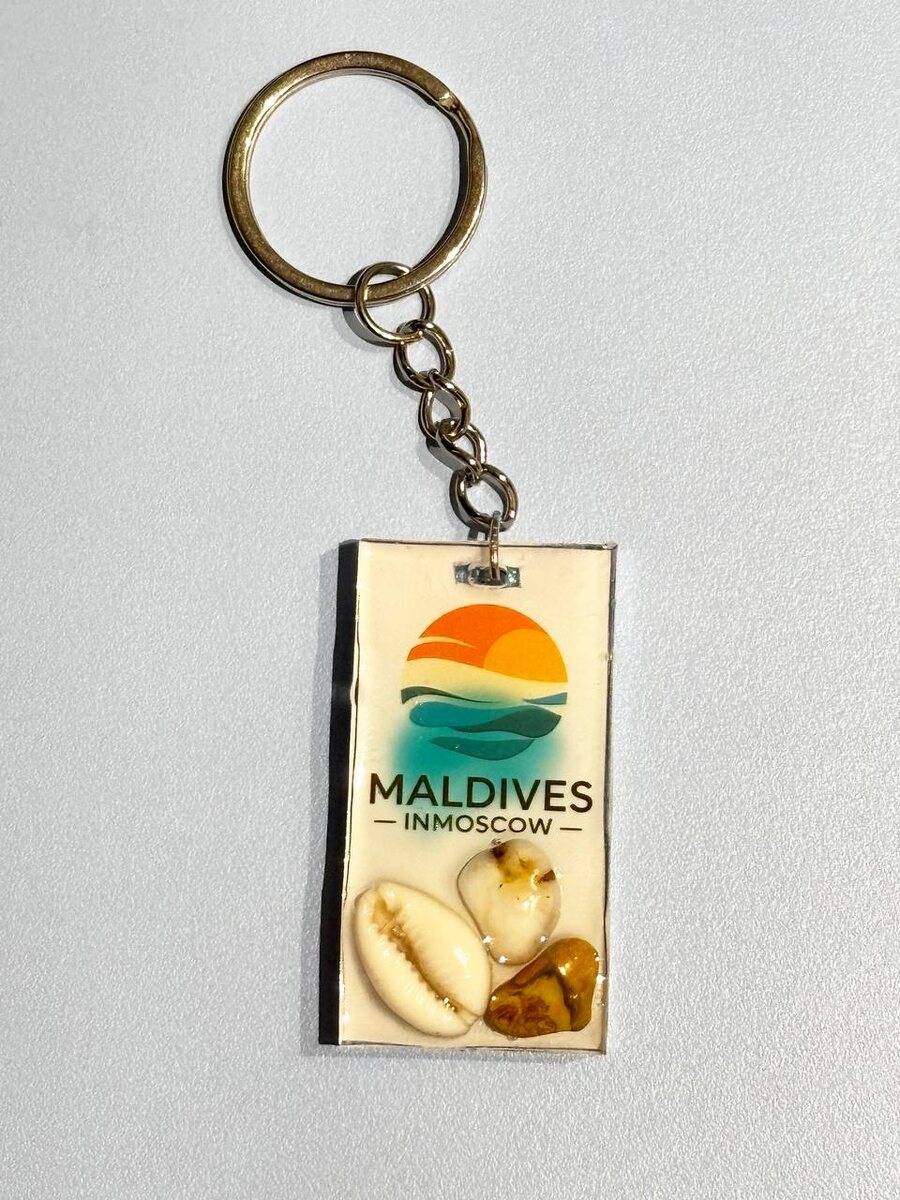 MALDIVES
— INMOSCOW —